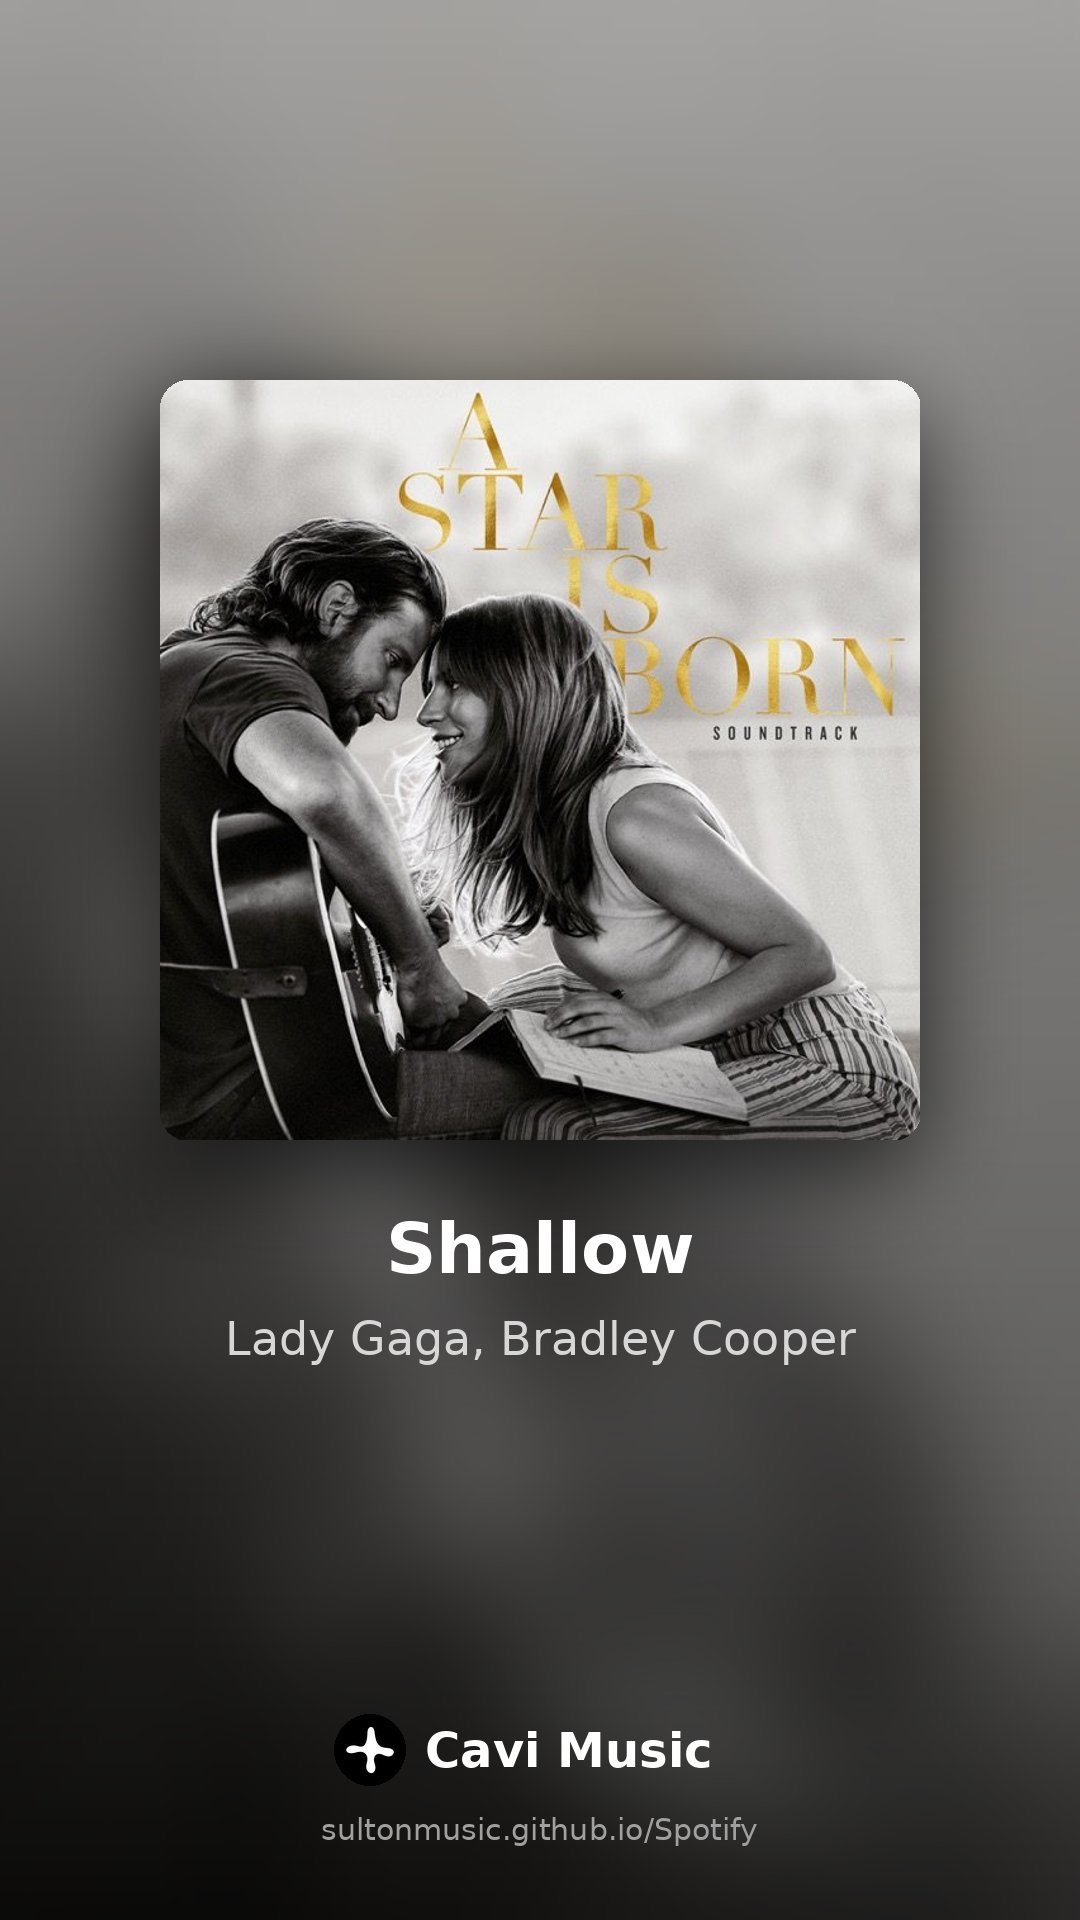 A
STAR
IS
BORN
SOUNDTRACK
Shallow
Lady Gaga, Bradley Cooper
Cavi Music
sultonmusic.github.io/Spotify